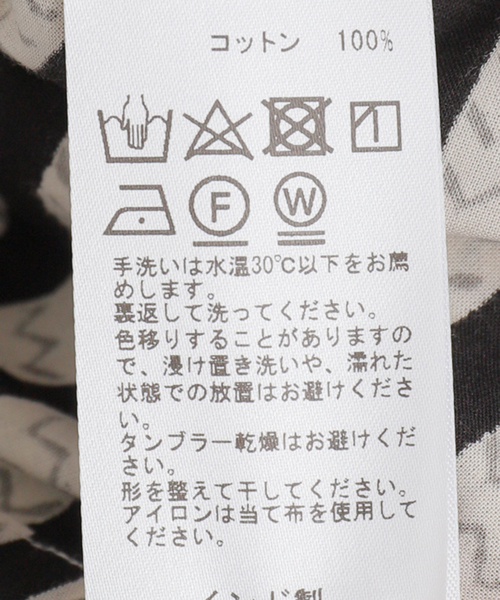 コットン 100%
F W
手洗いは水温30℃以下をお薦
めします。
裏返して洗ってください。
色移りすることがありますの
で、浸け置き洗いや、濡れた
状態での放置はお避けくださ
い。
タンブラー乾燥はお避けくだ
さい。
形を整えて干してください。
アイロンは当て布を使用して
ください。
インド製